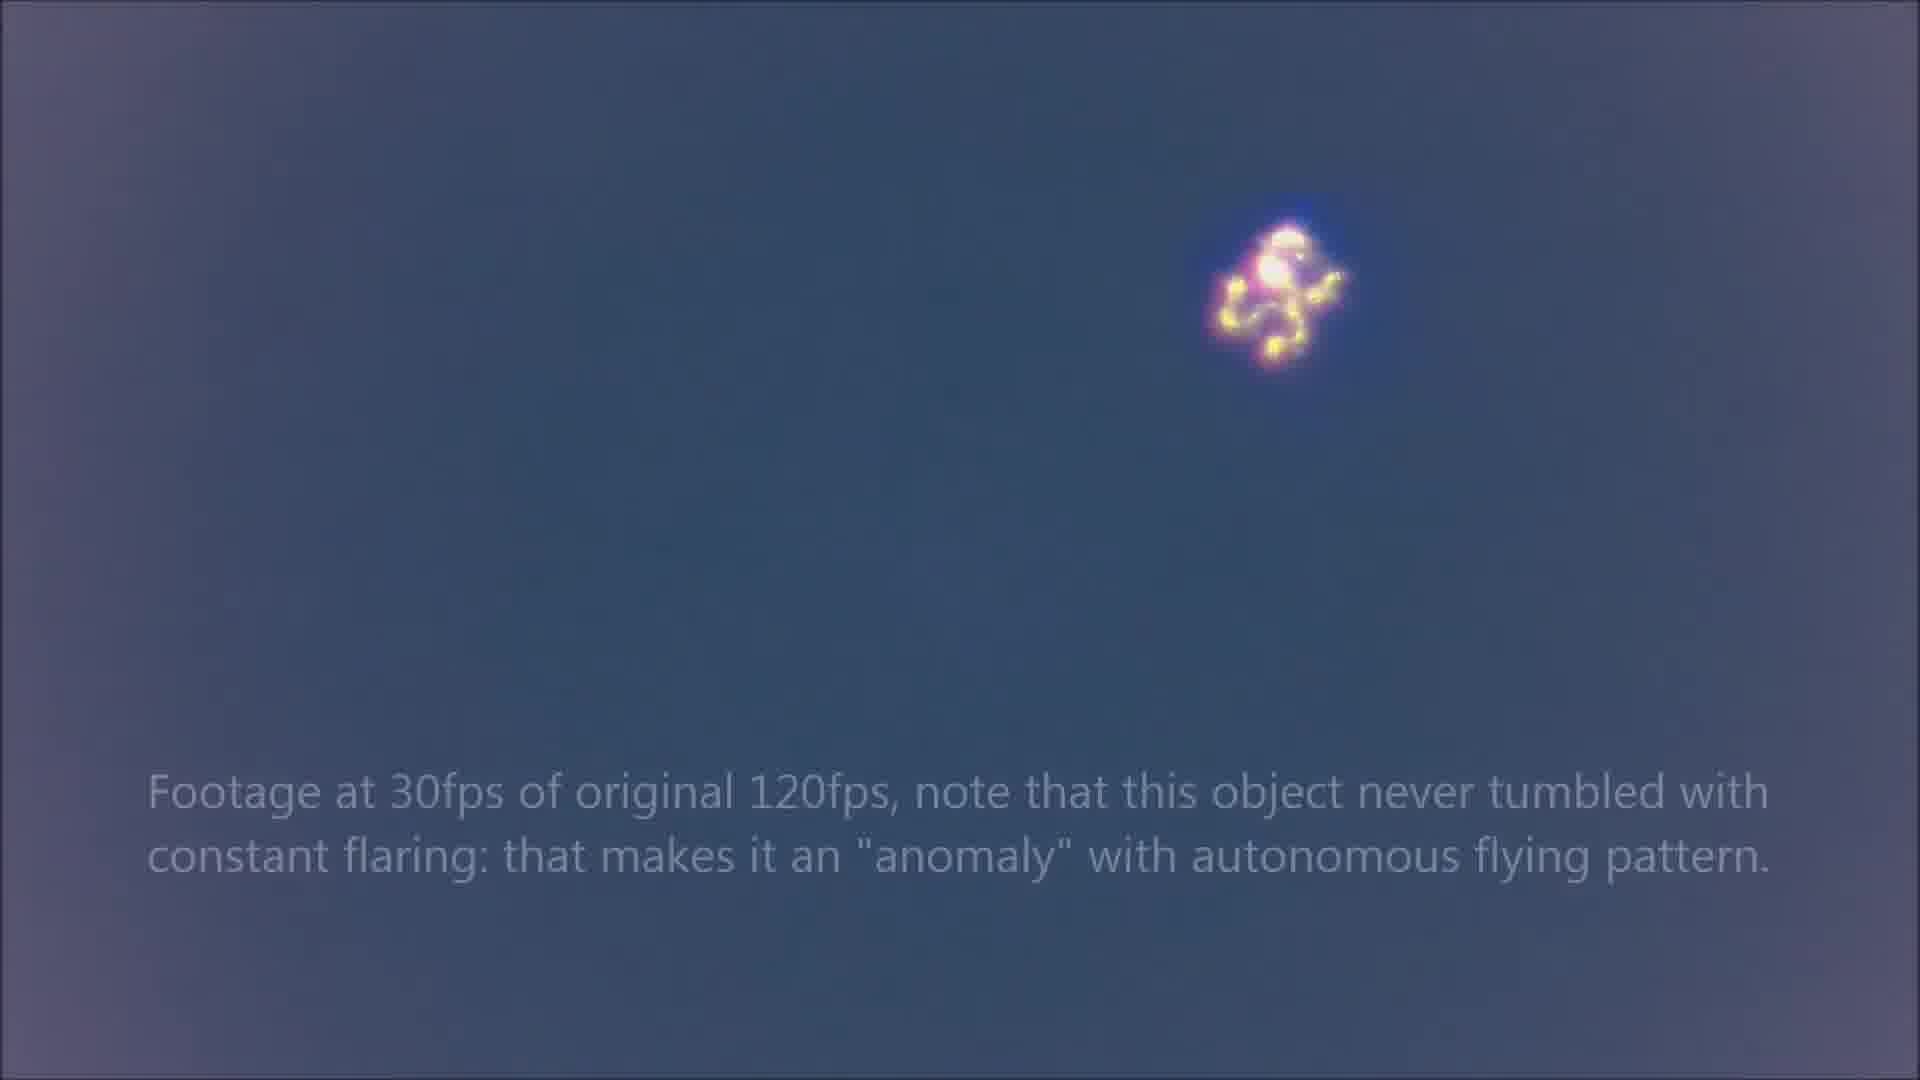 Footage at 30fps of original 120fps, note that this object never tumbled with
constant flaring: that makes it an "anomaly" with autonomous flying pattern.